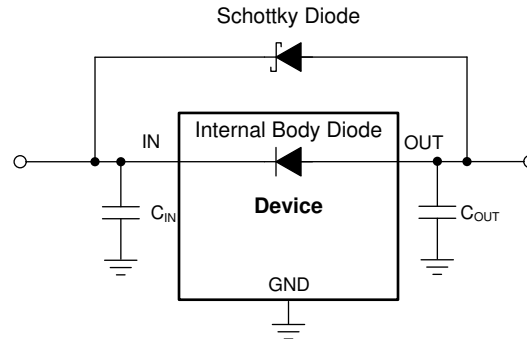 Schottky Diode
Internal Body Diode
IN
OUT
Device
CIN
COUT
GND